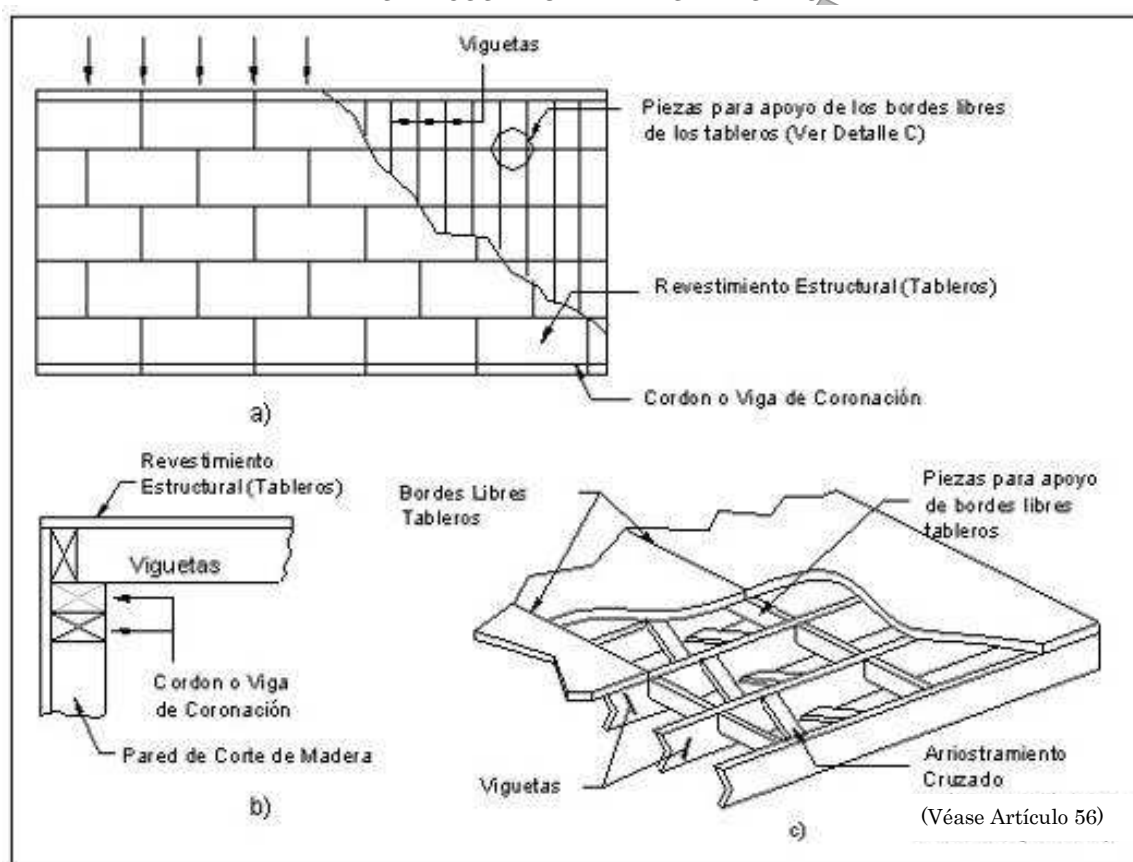 Viguetas
Piezas para apoyo de los bordes libres
de los tableros (Ver Detalle C)
Revestimiento Estructural (Tableros)
Cordon o Viga de Coronación
a)
Revestimiento
Estructural (Tableros)
Viguetas
Cordon o Viga
de Coronación
Pared de Corte de Madera
b)
Bordes Libres
Tableros
Piezas para apoyo
de bordes libres
tableros
Viguetas
Arriostramiento
Cruzado
c)
(Véase Artículo 56)